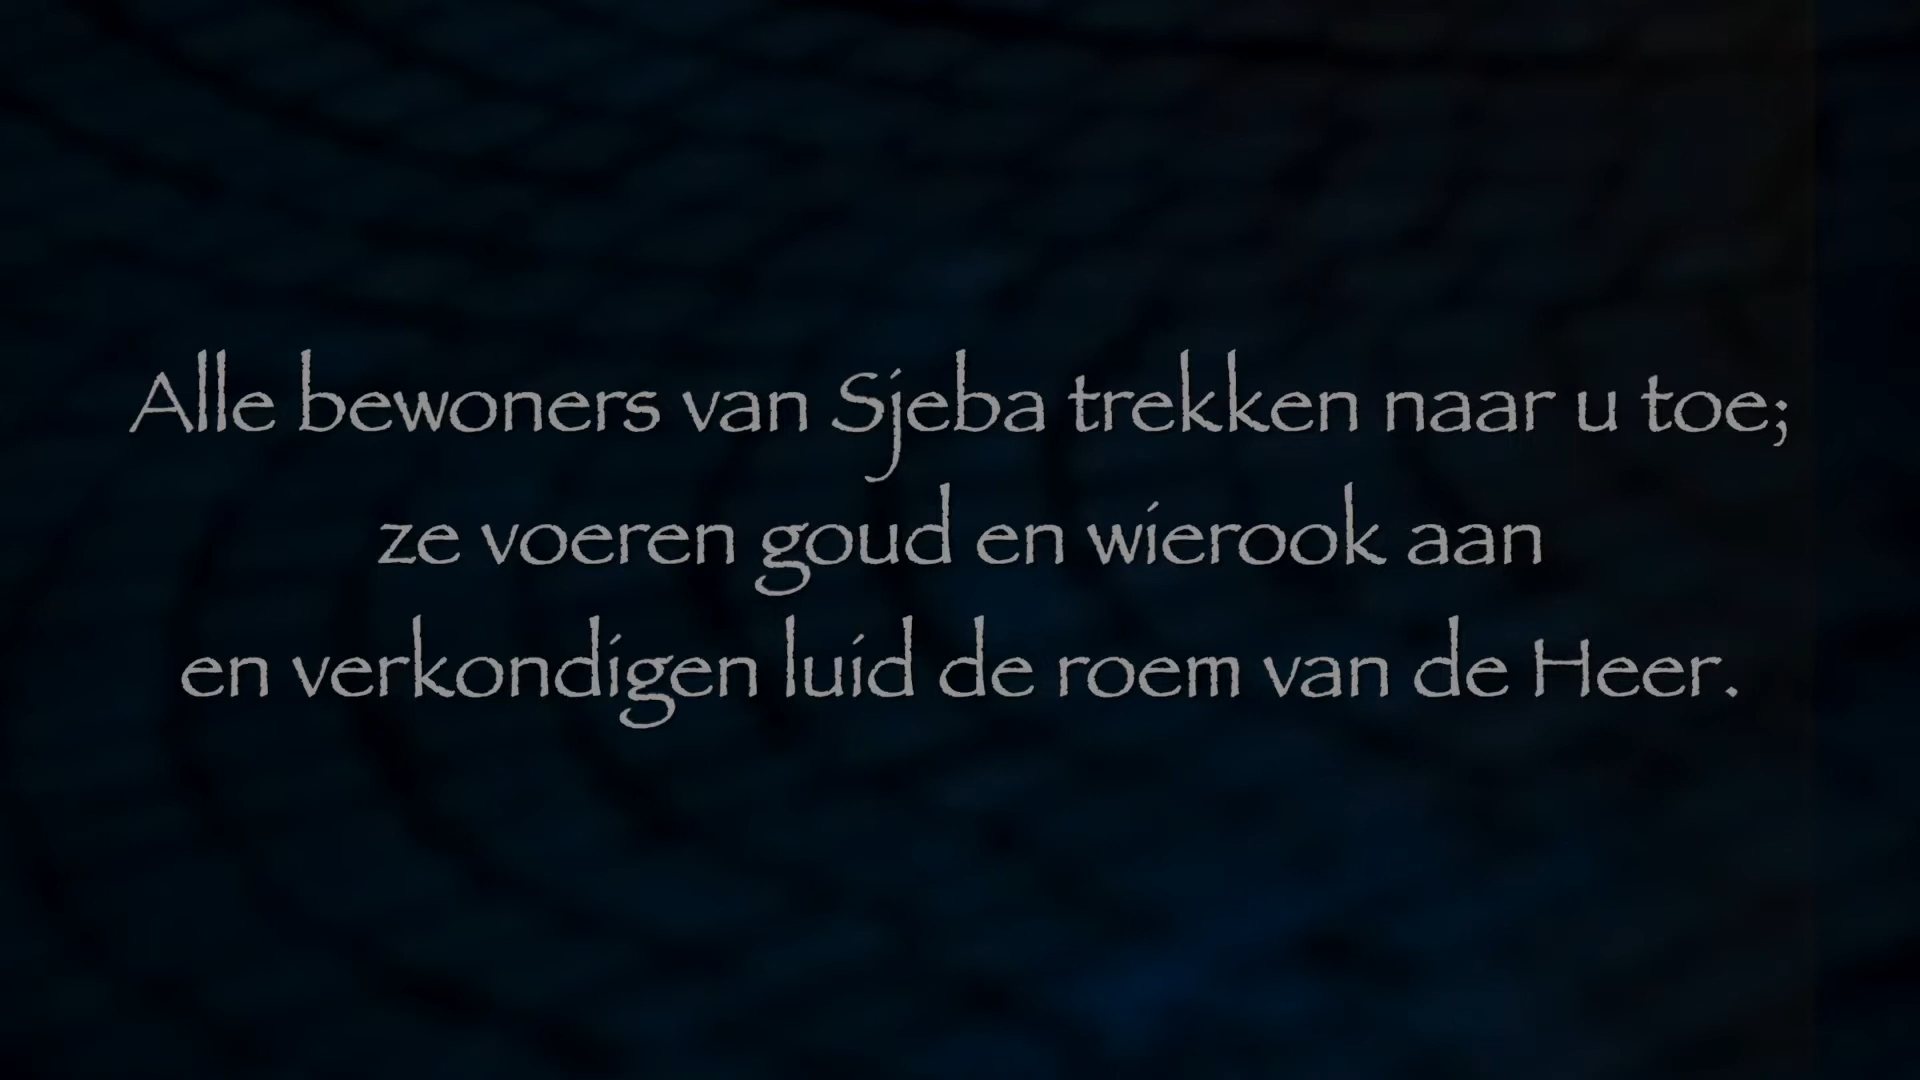 Alle bewoners van Sjeba trekken naar u toe;
ze voeren goud en wierook aan
en verkondigen luid de roem van de Heer.